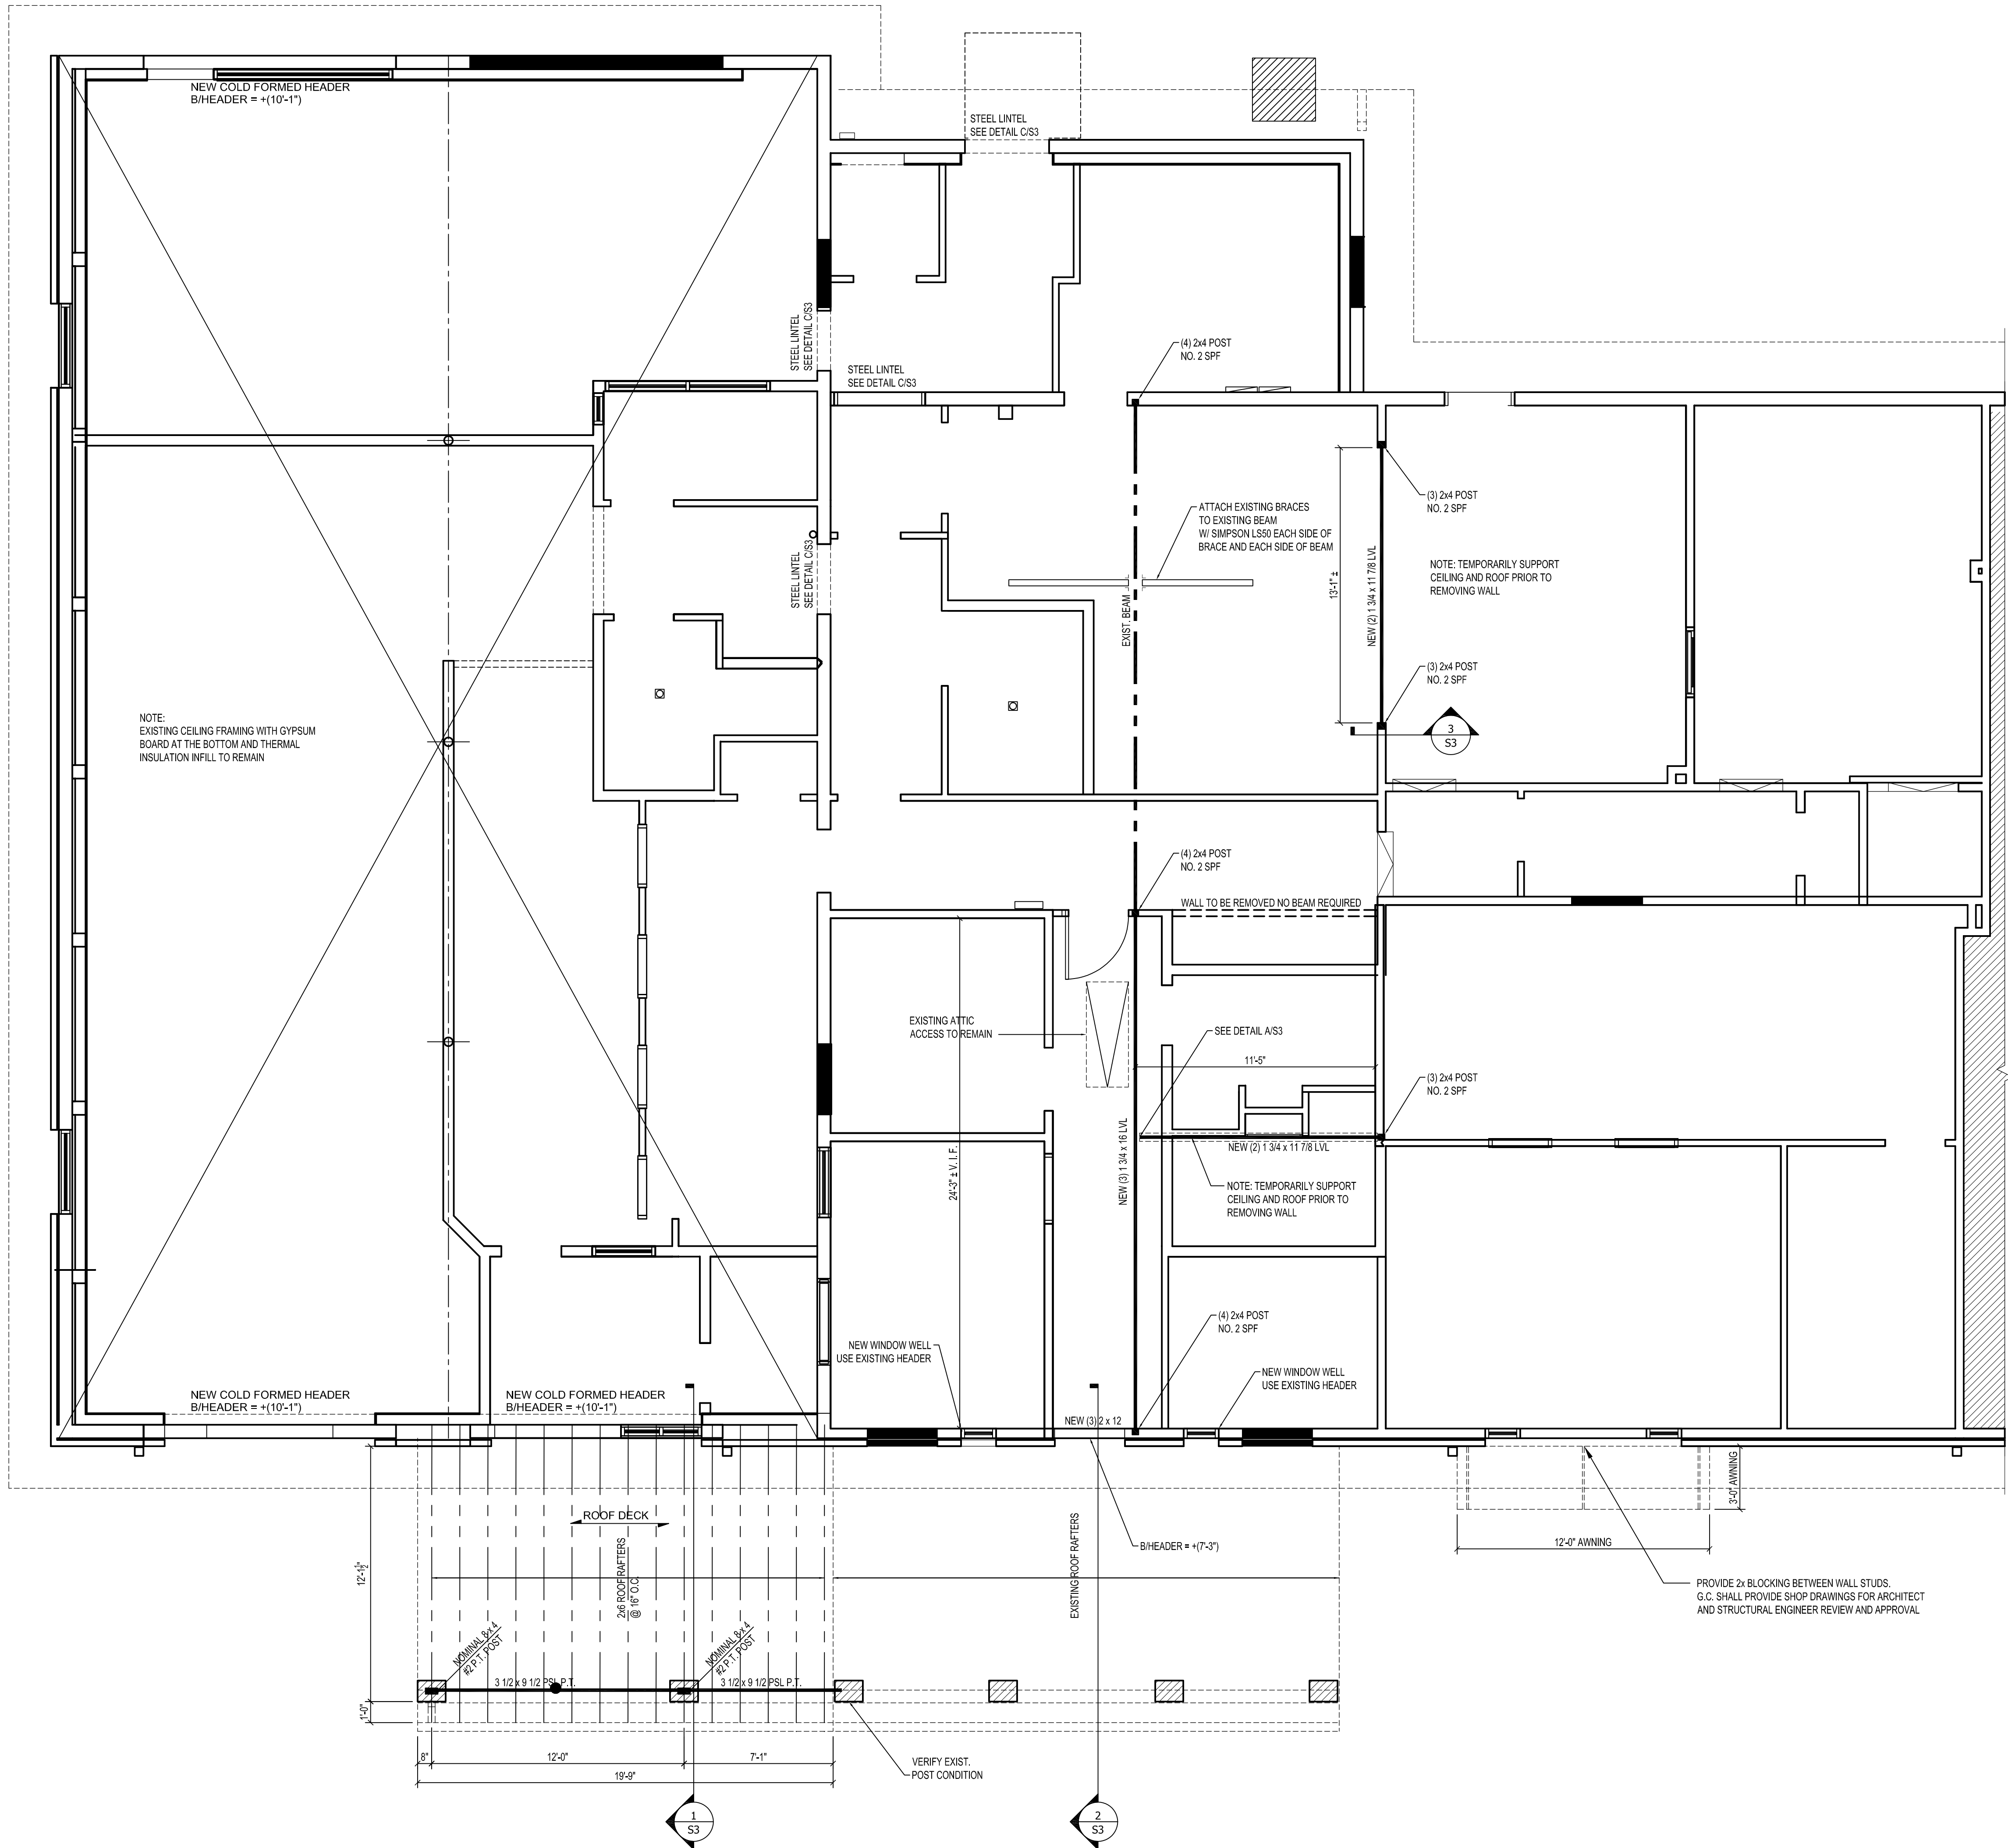 NEW COLD FORMED HEADER
B/HEADER = +(10'-1")
STEEL LINTEL
SEE DETAIL C/S3
STEEL LINTEL
SEE DETAIL C/S3
STEEL LINTEL
SEE DETAIL C/S3
(4) 2x4 POST
NO. 2 SPF
(3) 2x4 POST
NO. 2 SPF
ATTACH EXISTING BRACES
TO EXISTING BEAM
W/ SIMPSON LS50 EACH SIDE OF
BRACE AND EACH SIDE OF BEAM
STEEL LINTEL
SEE DETAIL C/S3
EXIST. BEAM
13'-1" ±
NEW (2) 1 3/4 x 11 7/8 LVL
NOTE: TEMPORARILY SUPPORT
CEILING AND ROOF PRIOR TO
REMOVING WALL
(3) 2x4 POST
NO. 2 SPF
3
S3
NOTE:
EXISTING CEILING FRAMING WITH GYPSUM
BOARD AT THE BOTTOM AND THERMAL
INSULATION INFILL TO REMAIN
(4) 2x4 POST
NO. 2 SPF
WALL TO BE REMOVED NO BEAM REQUIRED
EXISTING ATTIC
ACCESS TO REMAIN
SEE DETAIL A/S3
11'-5"
(3) 2x4 POST
NO. 2 SPF
24'-3" ± V. I. F.
NEW (3) 1 3/4 x 16 LVL
NEW (2) 1 3/4 x 11 7/8 LVL
NOTE: TEMPORARILY SUPPORT
CEILING AND ROOF PRIOR TO
REMOVING WALL
(4) 2x4 POST
NO. 2 SPF
NEW WINDOW WELL
USE EXISTING HEADER
NEW WINDOW WELL
USE EXISTING HEADER
NEW COLD FORMED HEADER
B/HEADER = +(10'-1")
NEW COLD FORMED HEADER
B/HEADER = +(10'-1")
NEW (3) 2 x 12
3'-0" AWNING
12'-0" AWNING
ROOF DECK
2x6 ROOF RAFTERS
@ 16" O.C.
EXISTING ROOF RAFTERS
B/HEADER = +(7'-3")
PROVIDE 2x BLOCKING BETWEEN WALL STUDS.
G.C. SHALL PROVIDE SHOP DRAWINGS FOR ARCHITECT
AND STRUCTURAL ENGINEER REVIEW AND APPROVAL
12'-1½"
NOMINAL 8 x 4
#2 P.T. POST
NOMINAL 8 x 4
#2 P.T. POST
3 1/2 x 9 1/2 PSL P.T.
3 1/2 x 9 1/2 PSL P.T.
1'-0"
8"
12'-0"
7'-1"
19'-9"
VERIFY EXIST.
POST CONDITION
1
S3
2
S3